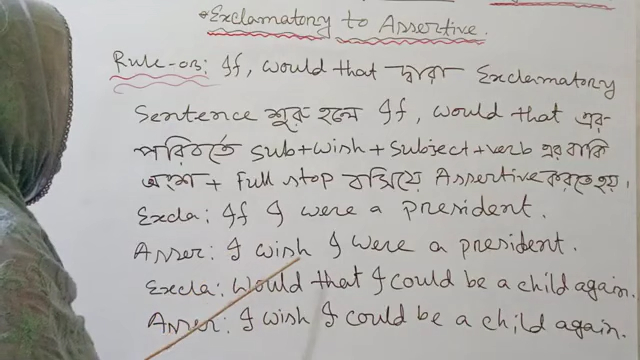 *Exclamatory to Assertive.
Rule-03: If, would that দ্বারা Exclamatory
Sentence শুরু হলে If, would that এর
পরিবর্তে sub+wish+subject+verb এর বাকি
অংশ + Full stop বসিয়ে Assertive করতে হয়।
Excla: If I were a president.
Asser: I wish I were a president.
Excla: Would that I could be a child again.
Asser: I wish I could be a child again.